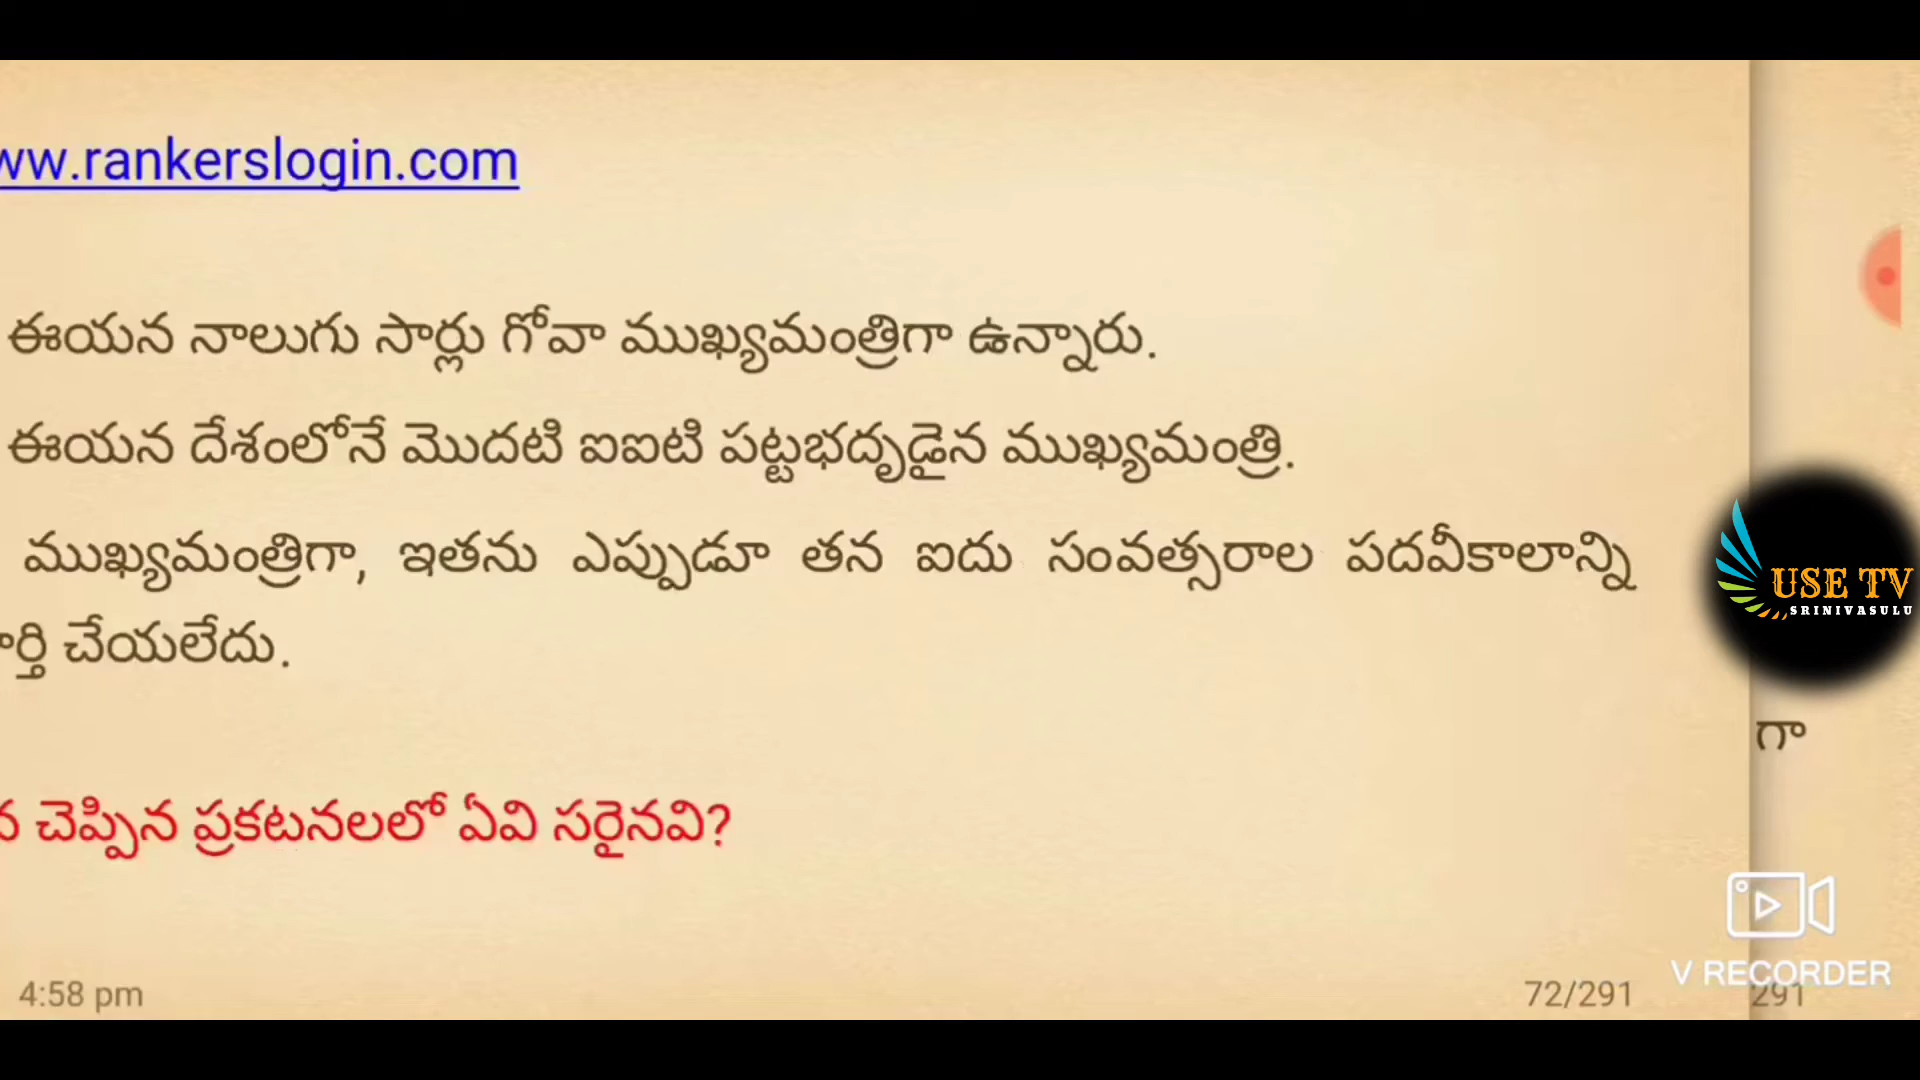 ww.rankerslogin.com
ఈయన నాలుగు సార్లు గోవా ముఖ్యమంత్రిగా ఉన్నారు.
ఈయన దేశంలోనే మొదటి ఐఐటి పట్టభదృడైన ముఖ్యమంత్రి.
ముఖ్యమంత్రిగా, ఇతను ఎప్పుడూ తన ఐదు సంవత్సరాల పదవీకాలాన్ని
ర్తి చేయలేదు.
గా
చెప్పిన ప్రకటనలలో ఏవి సరైనవి?
4:58 pm
72/291
291
USE TV
SRINIVASULU
V RECORDER